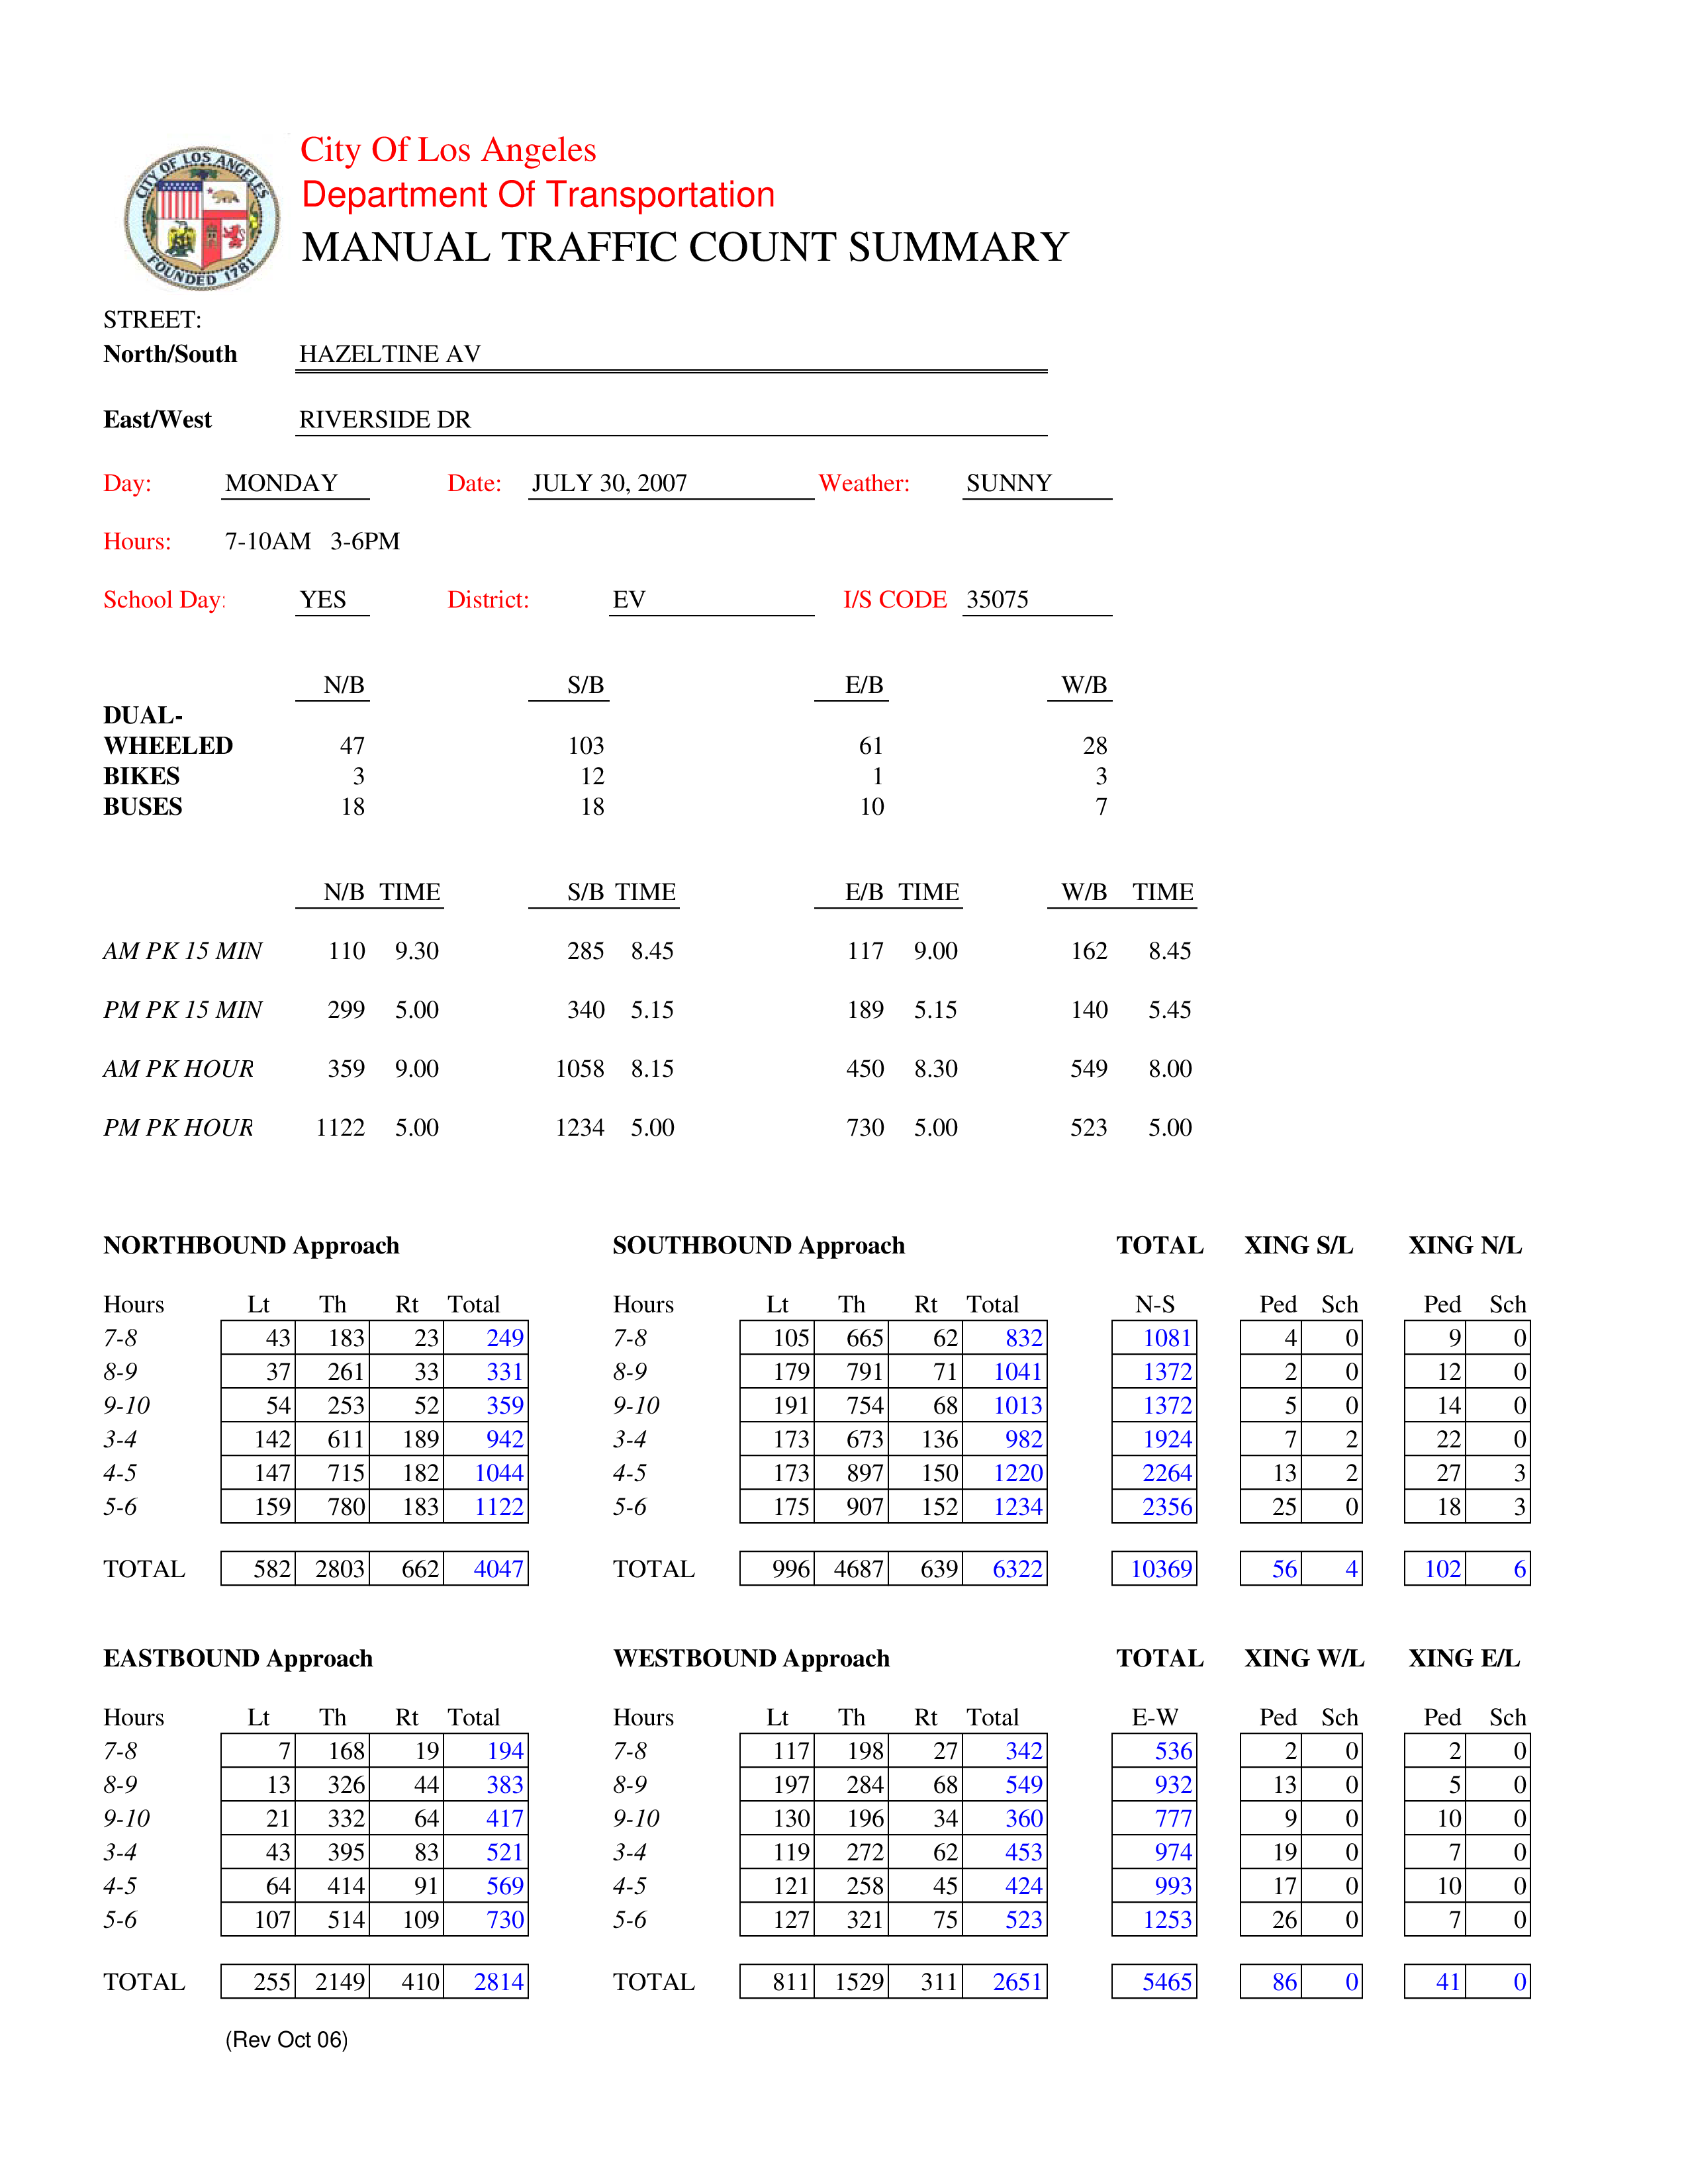 CITY OF LOS ANGELES
FOUNDED 1781
City Of Los Angeles
Department Of Transportation
MANUAL TRAFFIC COUNT SUMMARY
STREET:
North/South HAZELTINE AV
East/West RIVERSIDE DR
Day: MONDAY Date: JULY 30, 2007 Weather: SUNNY
Hours: 7-10AM 3-6PM
School Day: YES District: EV I/S CODE 35075
N/B S/B E/B W/B
DUAL-
WHEELED 47 103 61 28
BIKES 3 12 1 3
BUSES 18 18 10 7
N/B TIME S/B TIME E/B TIME W/B TIME
AM PK 15 MIN 110 9.30 285 8.45 117 9.00 162 8.45
PM PK 15 MIN 299 5.00 340 5.15 189 5.15 140 5.45
AM PK HOUR 359 9.00 1058 8.15 450 8.30 549 8.00
PM PK HOUR 1122 5.00 1234 5.00 730 5.00 523 5.00
NORTHBOUND Approach SOUTHBOUND Approach TOTAL XING S/L XING N/L
Hours Lt Th Rt Total Hours Lt Th Rt Total N-S Ped Sch Ped Sch
7-8 43 183 23 249 7-8 105 665 62 832 1081 4 0 9 0
8-9 37 261 33 331 8-9 179 791 71 1041 1372 2 0 12 0
9-10 54 253 52 359 9-10 191 754 68 1013 1372 5 0 14 0
3-4 142 611 189 942 3-4 173 673 136 982 1924 7 2 22 0
4-5 147 715 182 1044 4-5 173 897 150 1220 2264 13 2 27 3
5-6 159 780 183 1122 5-6 175 907 152 1234 2356 25 0 18 3
TOTAL 582 2803 662 4047 TOTAL 996 4687 639 6322 10369 56 4 102 6
EASTBOUND Approach WESTBOUND Approach TOTAL XING W/L XING E/L
Hours Lt Th Rt Total Hours Lt Th Rt Total E-W Ped Sch Ped Sch
7-8 7 168 19 194 7-8 117 198 27 342 536 2 0 2 0
8-9 13 326 44 383 8-9 197 284 68 549 932 13 0 5 0
9-10 21 332 64 417 9-10 130 196 34 360 777 9 0 10 0
3-4 43 395 83 521 3-4 119 272 62 453 974 19 0 7 0
4-5 64 414 91 569 4-5 121 258 45 424 993 17 0 10 0
5-6 107 514 109 730 5-6 127 321 75 523 1253 26 0 7 0
TOTAL 255 2149 410 2814 TOTAL 811 1529 311 2651 5465 86 0 41 0
(Rev Oct 06)